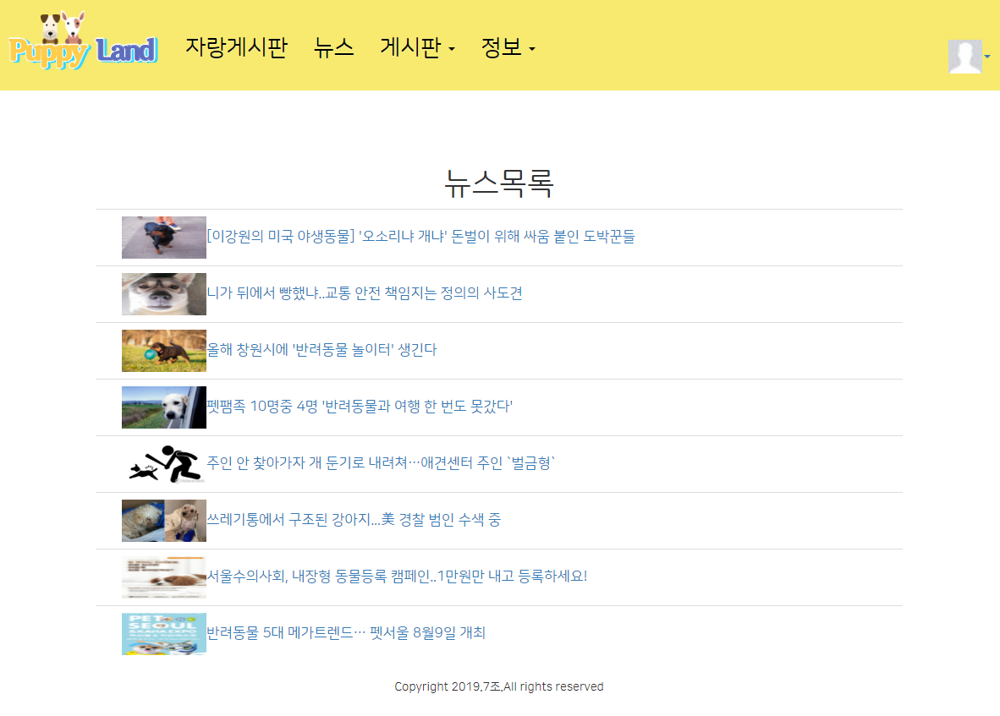 Puppy Land
자랑게시판 뉴스 게시판 정보
뉴스목록
[이강원의 미국 야생동물] '오소리냐 개냐' 돈벌이 위해 싸움 붙인 도박꾼들
니가 뒤에서 빵했냐..교통 안전 책임지는 정의의 사도견
올해 창원시에 '반려동물 놀이터' 생긴다
펫팸족 10명중 4명 '반려동물과 여행 한 번도 못갔다'
주인 안 찾아가자 개 둔기로 내려쳐…애견센터 주인 `벌금형`
쓰레기통에서 구조된 강아지...美 경찰 범인 수색 중
서울수의사회, 내장형 동물등록 캠페인..1만원만 내고 등록하세요!
PET
SEOUL
& KAHA EXPO
반려동물 5대 메가트렌드… 펫서울 8월9일 개최
Copyright 2019.7조.All rights reserved